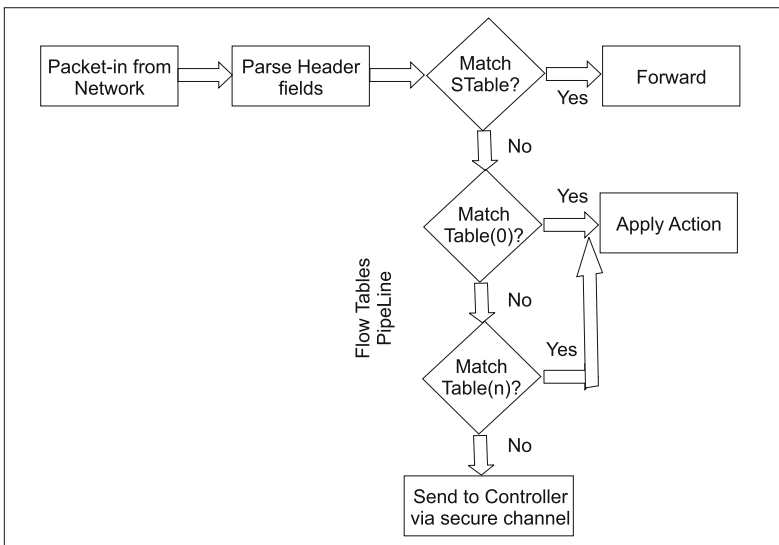 Packet-in from
Network
Parse Header
fields
Match
STable?
Yes
Forward
No
Match
Table(0)?
Yes
Apply Action
Flow Tables
PipeLine
No
Match
Table(n)?
Yes
No
Send to Controller
via secure channel